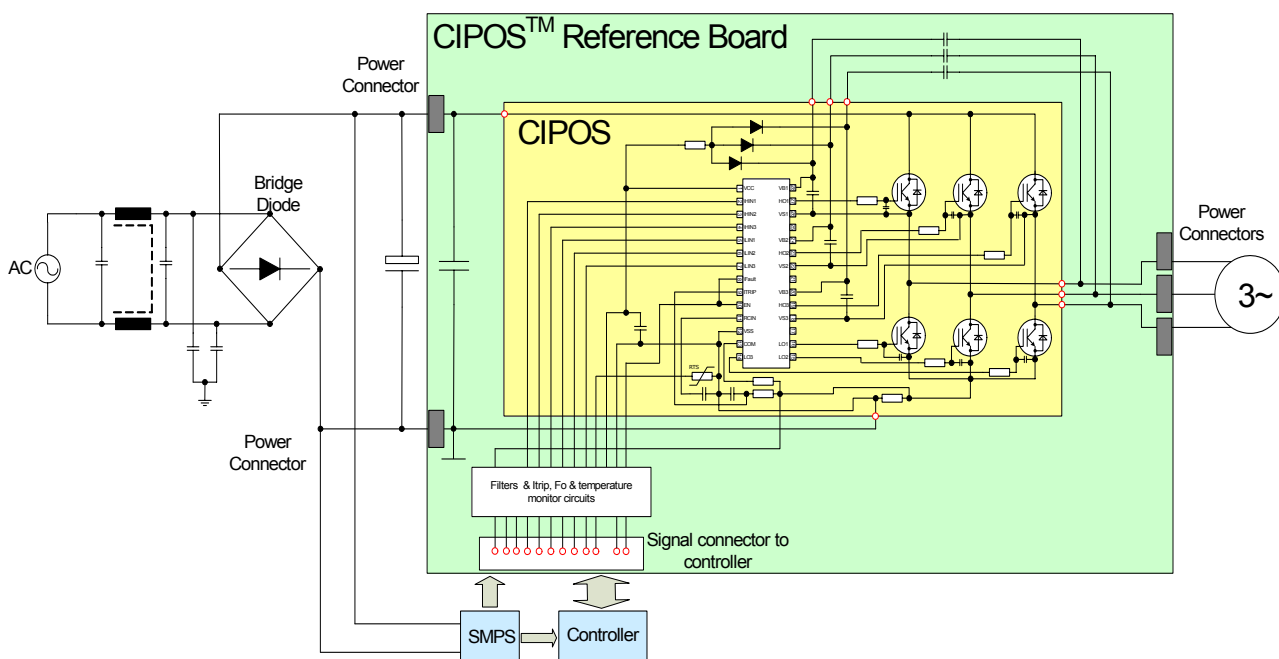 CIPOS™ Reference Board
Power
Connector
CIPOS
Bridge
Diode
AC
VCC
HIN1
HIN2
HIN3
LIN1
LIN2
LIN3
Fault
ITRIP
EN
RCIN
VSS
COM
LO3
VB1
HO1
VS1
VB2
HO2
VS2
VB3
HO3
VS3
LO1
LO2
RTS
Power
Connectors
3~
Power
Connector
Filters & Itrip, Fo & temperature
monitor circuits
Signal connector to
controller
SMPS
Controller